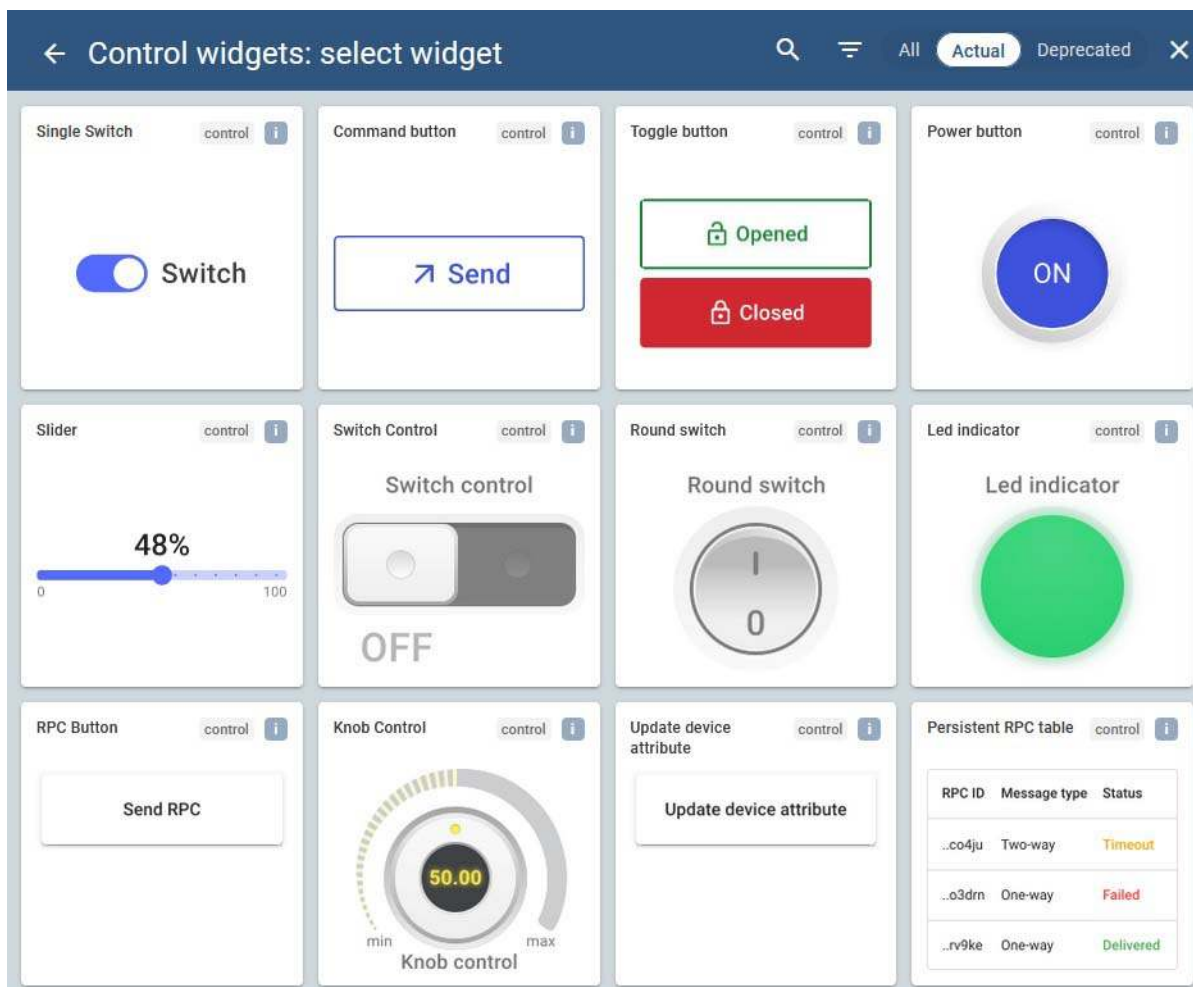 Control widgets: select widget
All Actual Deprecated
Single Switch control i
Switch
Command button control i
Send
Toggle button control i
Opened
Closed
Power button control i
ON
Slider control i
48%
0 100
Switch Control control i
Switch control
OFF
Round switch control i
Round switch
I
0
Led indicator control i
Led indicator
RPC Button control i
Send RPC
Knob Control control i
50.00
min max
Knob control
Update device control i
attribute
Update device attribute
Persistent RPC table control i
RPC ID Message type Status
..co4ju Two-way Timeout
..o3drn One-way Failed
..rv9ke One-way Delivered